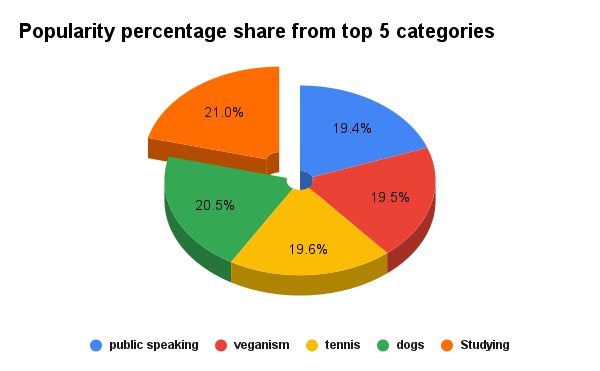 Popularity percentage share from top 5 categories
21.0%
19.4%
19.5%
20.5%
19.6%
public speaking veganism tennis dogs Studying